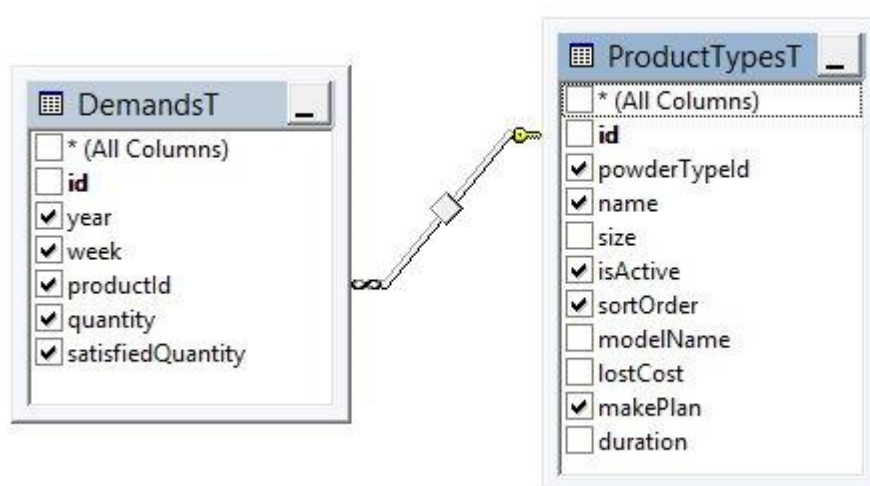 DemandsT
* (All Columns)
id
year
week
productId
quantity
satisfiedQuantity
ProductTypesT
* (All Columns)
id
powderTypeId
name
size
isActive
sortOrder
modelName
lostCost
makePlan
duration